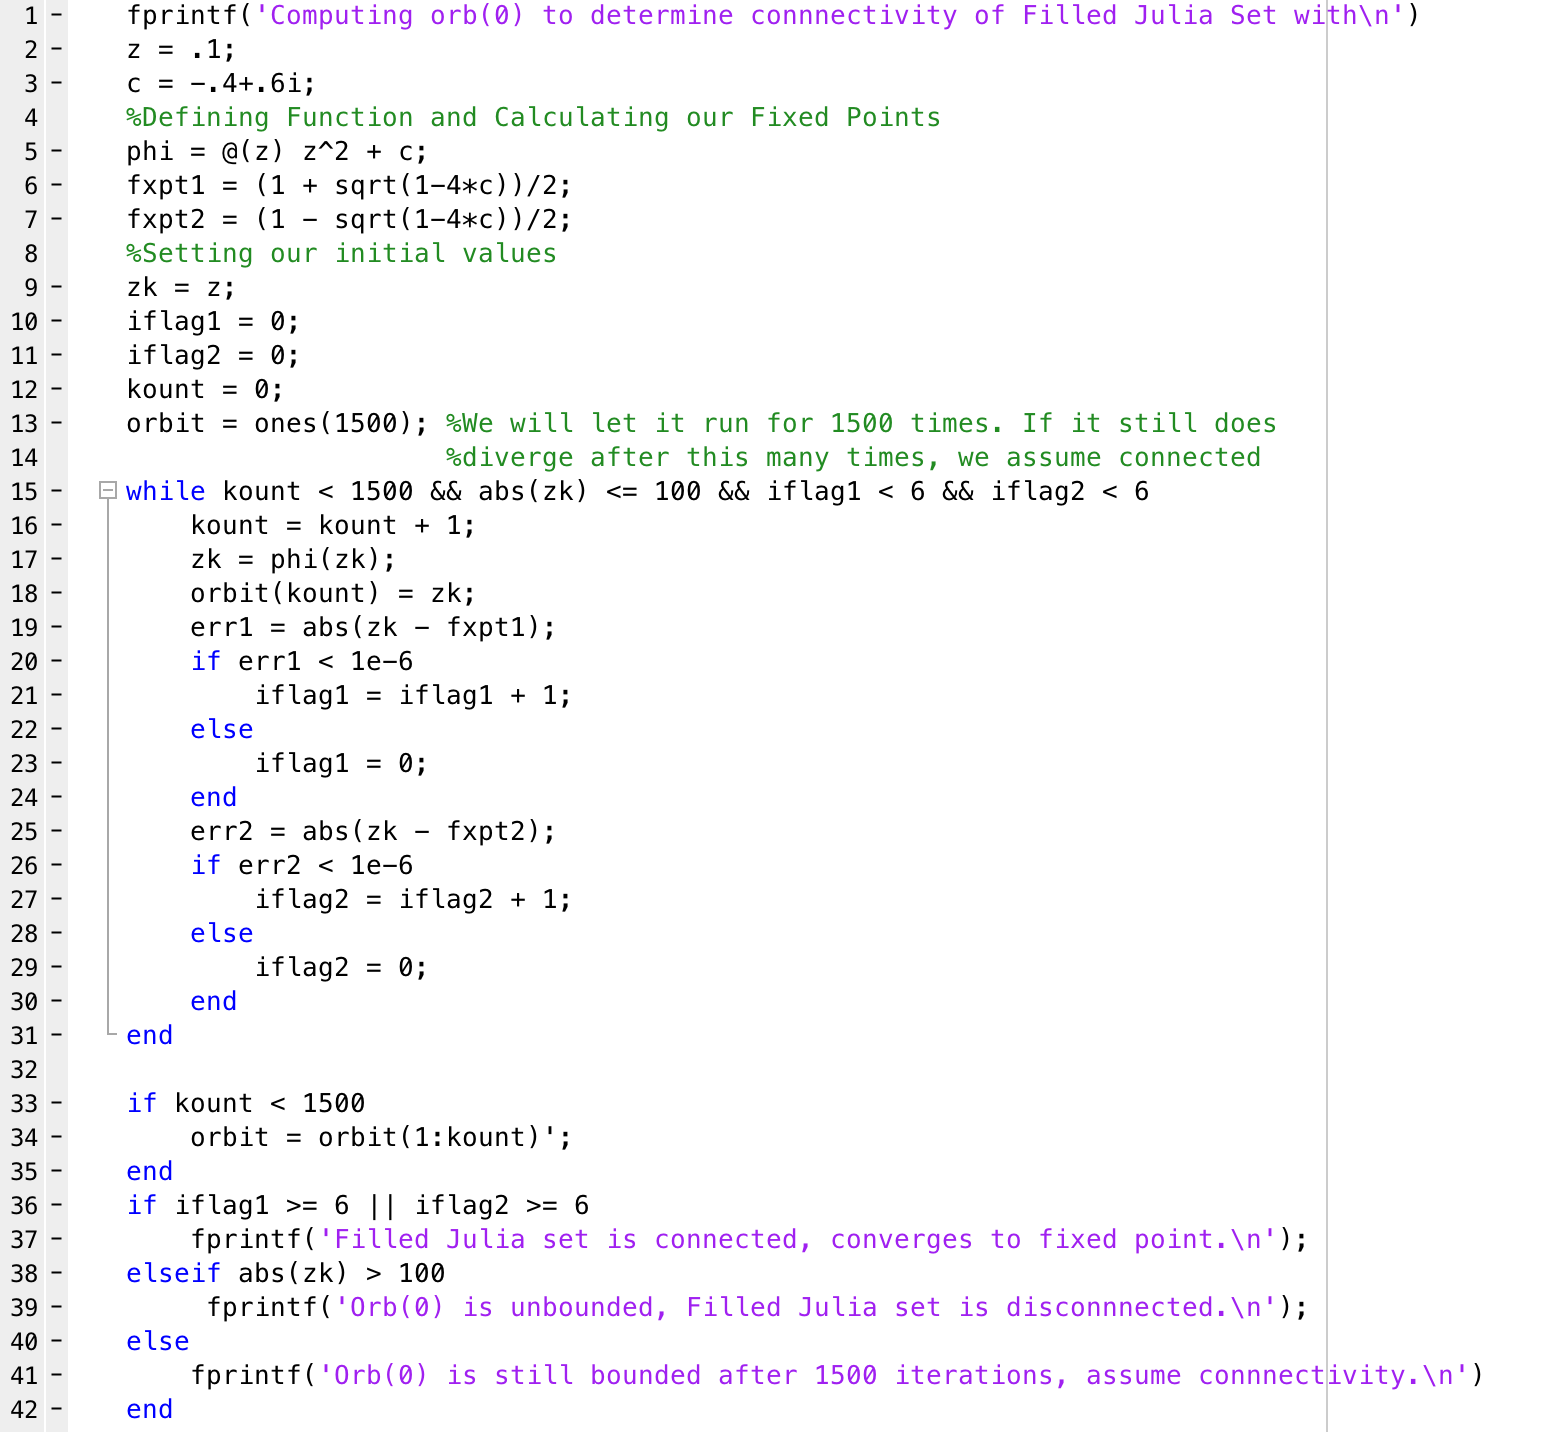 1 - fprintf('Computing orb(0) to determine connnectivity of Filled Julia Set with\n')
2 - z = .1;
3 - c = -.4+.6i;
4 %Defining Function and Calculating our Fixed Points
5 - phi = @(z) z^2 + c;
6 - fxpt1 = (1 + sqrt(1-4*c))/2;
7 - fxpt2 = (1 - sqrt(1-4*c))/2;
8 %Setting our initial values
9 - zk = z;
10 - iflag1 = 0;
11 - iflag2 = 0;
12 - kount = 0;
13 - orbit = ones(1500); %We will let it run for 1500 times. If it still does
14 %diverge after this many times, we assume connected
15 - while kount < 1500 && abs(zk) <= 100 && iflag1 < 6 && iflag2 < 6
16 - kount = kount + 1;
17 - zk = phi(zk);
18 - orbit(kount) = zk;
19 - err1 = abs(zk - fxpt1);
20 - if err1 < 1e-6
21 - iflag1 = iflag1 + 1;
22 - else
23 - iflag1 = 0;
24 - end
25 - err2 = abs(zk - fxpt2);
26 - if err2 < 1e-6
27 - iflag2 = iflag2 + 1;
28 - else
29 - iflag2 = 0;
30 - end
31 - end
32
33 - if kount < 1500
34 - orbit = orbit(1:kount)';
35 - end
36 - if iflag1 >= 6 || iflag2 >= 6
37 - fprintf('Filled Julia set is connected, converges to fixed point.\n');
38 - elseif abs(zk) > 100
39 - fprintf('Orb(0) is unbounded, Filled Julia set is disconnnected.\n');
40 - else
41 - fprintf('Orb(0) is still bounded after 1500 iterations, assume connnectivity.\n')
42 - end